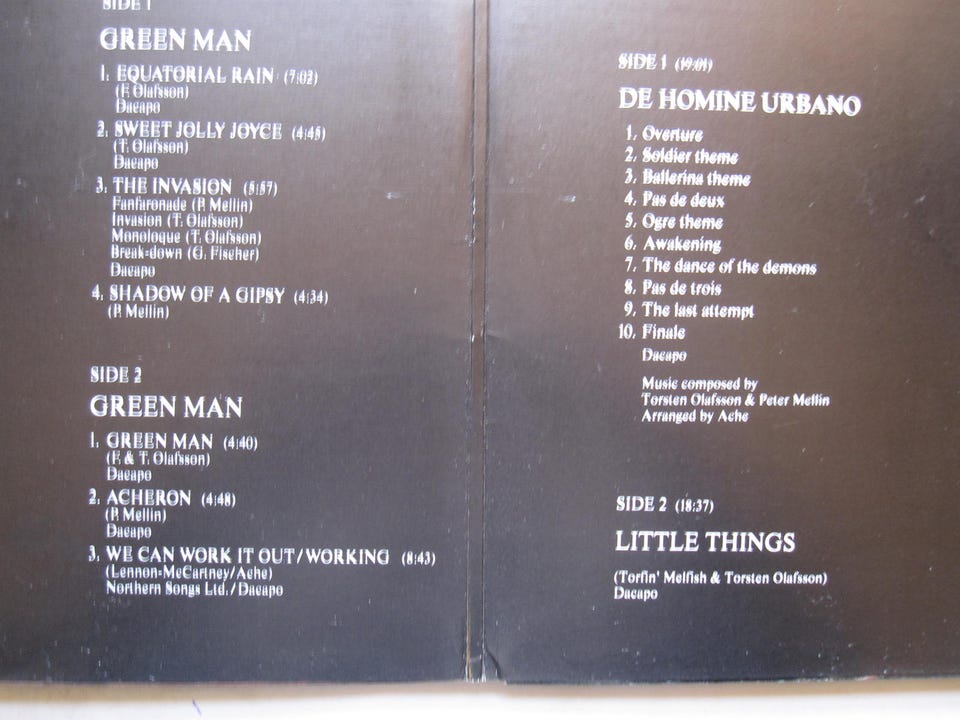 SIDE 1
GREEN MAN
1. EQUATORIAL RAIN (7:02)
(F. Olafsson)
Dacapo
2. SWEET JOLLY JOYCE (4:45)
(T. Olafsson)
Dacapo
3. THE INVASION (5:57)
Fanfaronade (P. Mellin)
Invasion (T. Olafsson)
Monoloque (T. Olafsson)
Break-down (G. Fischer)
Dacapo
4. SHADOW OF A GIPSY (4:34)
(P. Mellin)
SIDE 2
GREEN MAN
1. GREEN MAN (4:40)
(F. & T. Olafsson)
Dacapo
2. ACHERON (4:48)
(P. Mellin)
Dacapo
3. WE CAN WORK IT OUT/WORKING (8:43)
(Lennon-McCartney/Ache)
Northern Songs Ltd./Dacapo
SIDE 1 (19:01)
DE HOMINE URBANO
1. Overture
2. Soldier theme
3. Ballerina theme
4. Pas de deux
5. Ogre theme
6. Awakening
7. The dance of the demons
8. Pas de trois
9. The last attempt
10. Finale
Dacapo
Music composed by
Torsten Olafsson & Peter Mellin
Arranged by Ache
SIDE 2 (18:37)
LITTLE THINGS
(Torfin' Melfish & Torsten Olafsson)
Dacapo